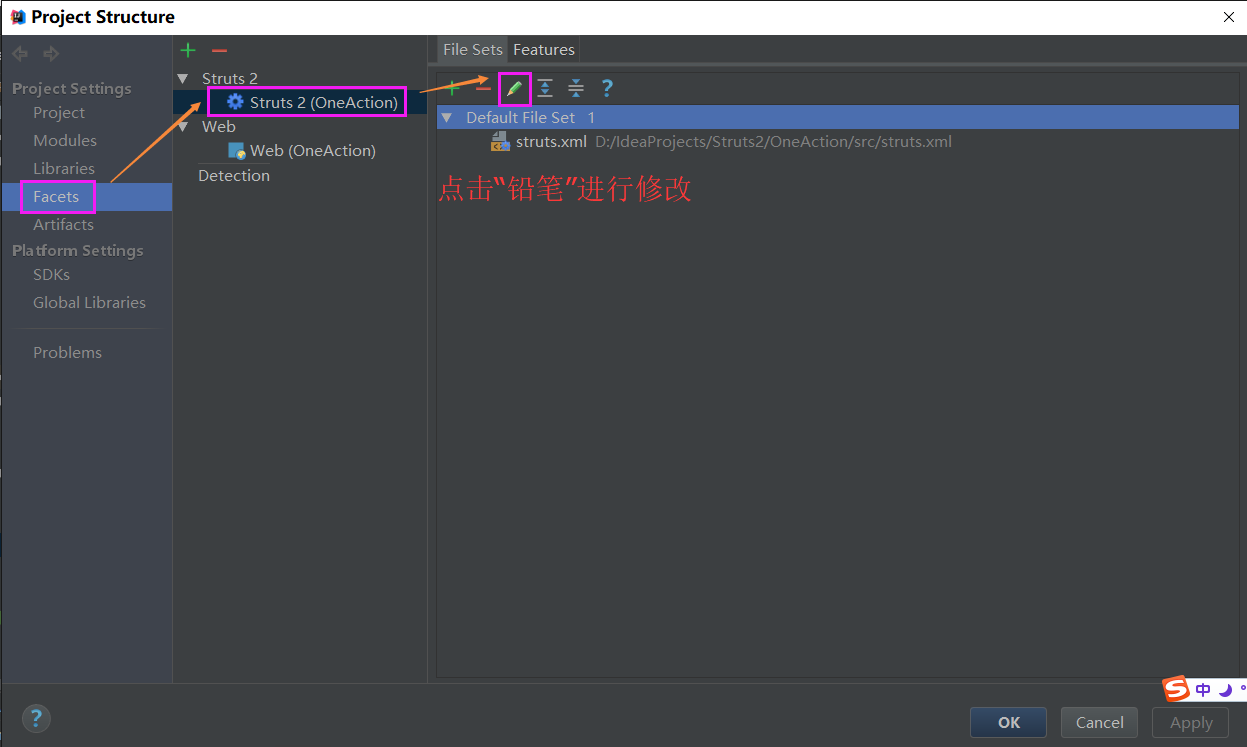 Project Structure
File Sets Features
Struts 2
Project Settings
Struts 2 (OneAction)
Project
Default File Set 1
Web
Modules
struts.xml D:/IdeaProjects/Struts2/OneAction/src/struts.xml
Web (OneAction)
Libraries
Detection
点击“铅笔”进行修改
Facets
Artifacts
Platform Settings
SDKs
Global Libraries
Problems
中
OK Cancel Apply